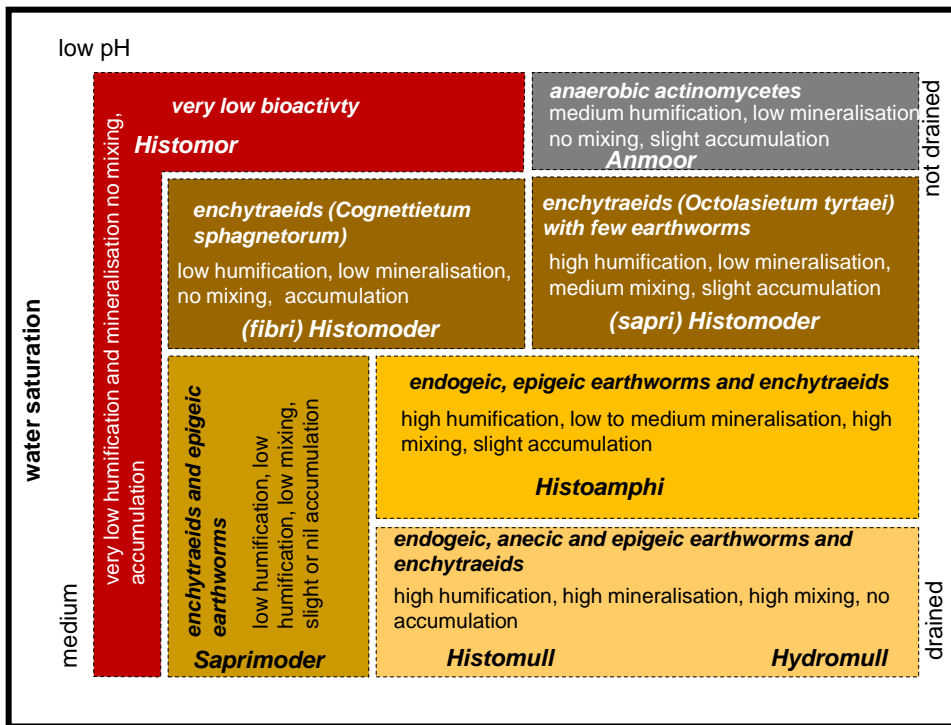 low pH
very low bioactivty
Histomor
very low humification and mineralisation no mixing,
accumulation
anaerobic actinomycetes
medium humification, low mineralisation,
no mixing, slight accumulation
Anmoor
not drained
enchytraeids (Cognettietum
sphagnetorum)
low humification, low mineralisation,
no mixing,  accumulation
(fibri) Histomoder
enchytraeids (Octolasietum tyrtaei)
with few earthworms
high humification, low mineralisation,
medium mixing, slight accumulation
(sapri) Histomoder
water saturation
enchytraeids and epigeic
earthworms
low humification, low
humification, low mixing,
slight or nil accumulation
Saprimoder
endogeic, epigeic earthworms and enchytraeids
high humification, low to medium mineralisation, high
mixing, slight accumulation
Histoamphi
endogeic, anecic and epigeic earthworms and
enchytraeids
high humification, high mineralisation, high mixing, no
accumulation
Histomull
Hydromull
medium
drained